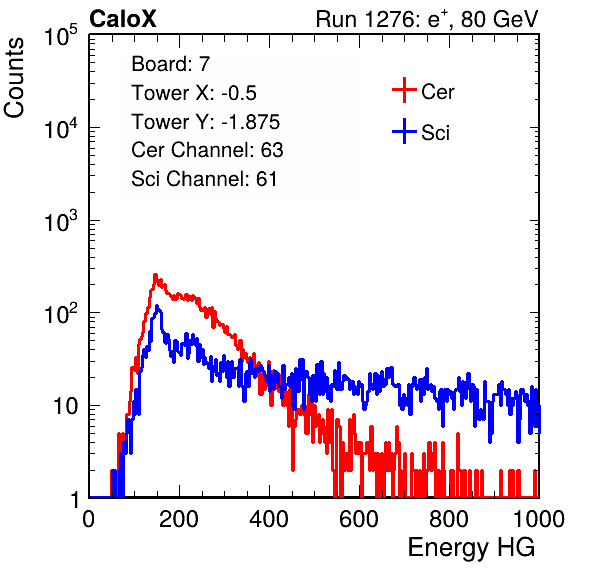 CaloX Run 1276: e⁺, 80 GeV
Counts
Board: 7
Tower X: -0.5
Tower Y: -1.875
Cer Channel: 63
Sci Channel: 61
Cer
Sci
10⁵
10⁴
10³
10²
10
1
0 200 400 600 800 1000
Energy HG